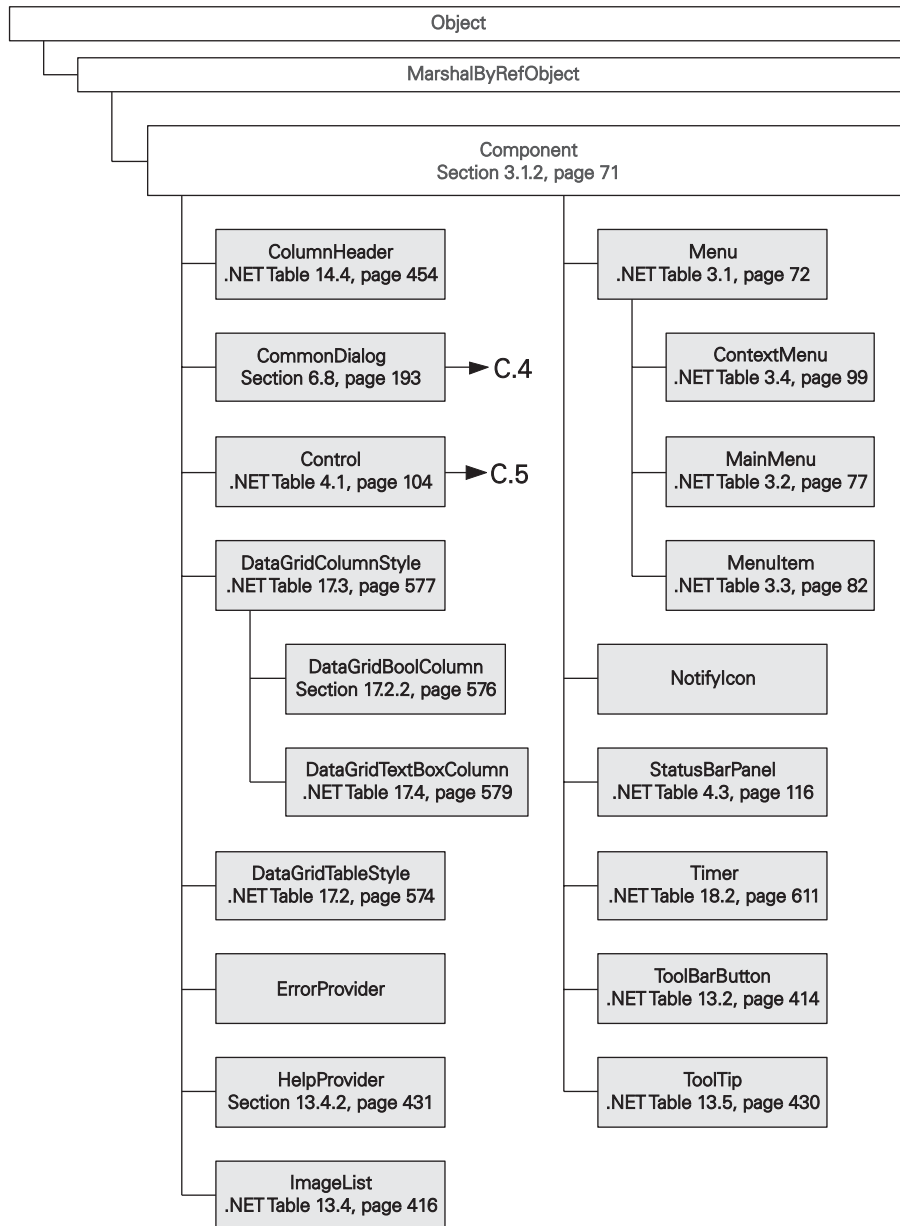 Object
MarshalByRefObject
Component
Section 3.1.2, page 71
ColumnHeader
.NET Table 14.4, page 454
CommonDialog
Section 6.8, page 193
C.4
Control
.NET Table 4.1, page 104
C.5
DataGridColumnStyle
.NET Table 17.3, page 577
DataGridBoolColumn
Section 17.2.2, page 576
DataGridTextBoxColumn
.NET Table 17.4, page 579
DataGridTableStyle
.NET Table 17.2, page 574
ErrorProvider
HelpProvider
Section 13.4.2, page 431
ImageList
.NET Table 13.4, page 416
Menu
.NET Table 3.1, page 72
ContextMenu
.NET Table 3.4, page 99
MainMenu
.NET Table 3.2, page 77
MenuItem
.NET Table 3.3, page 82
NotifyIcon
StatusBarPanel
.NET Table 4.3, page 116
Timer
.NET Table 18.2, page 611
ToolBarButton
.NET Table 13.2, page 414
ToolTip
.NET Table 13.5, page 430